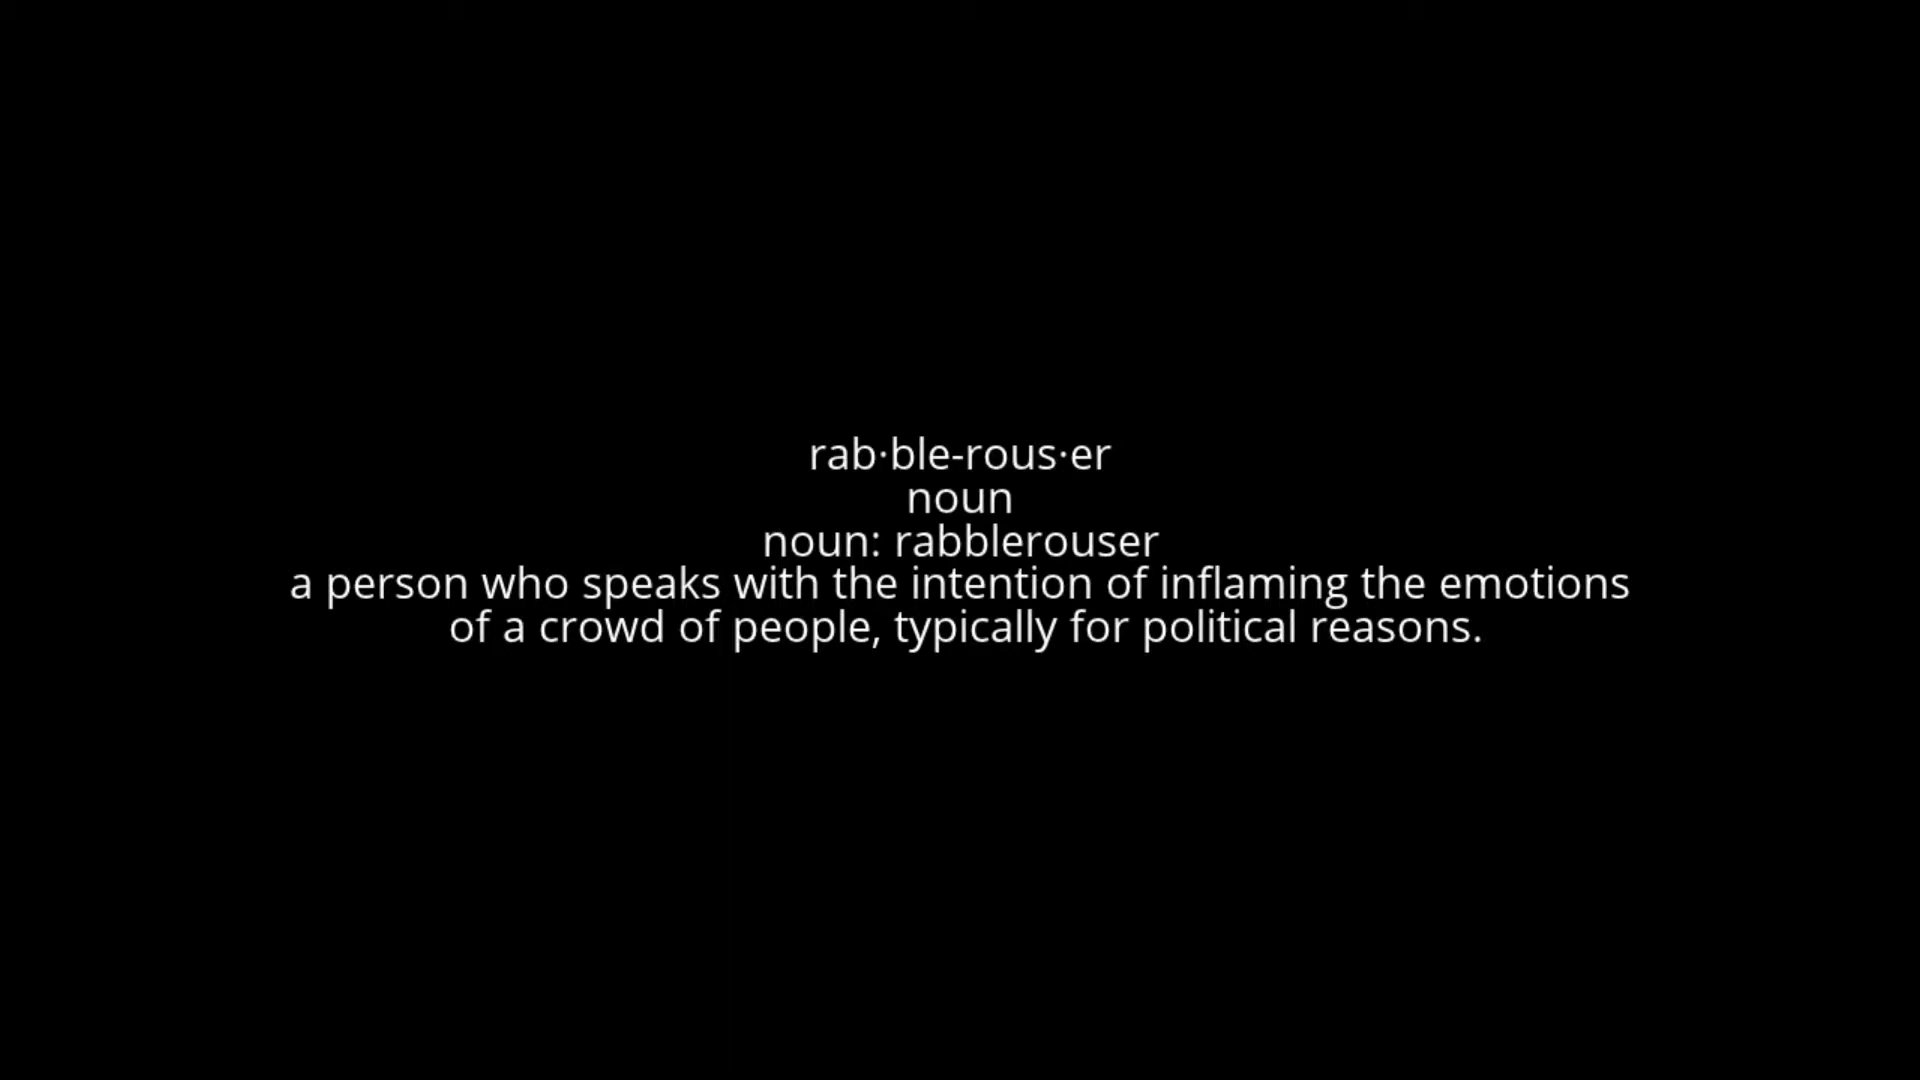 rab·ble-rous·er
noun
noun: rabblerouser
a person who speaks with the intention of inflaming the emotions
of a crowd of people, typically for political reasons.